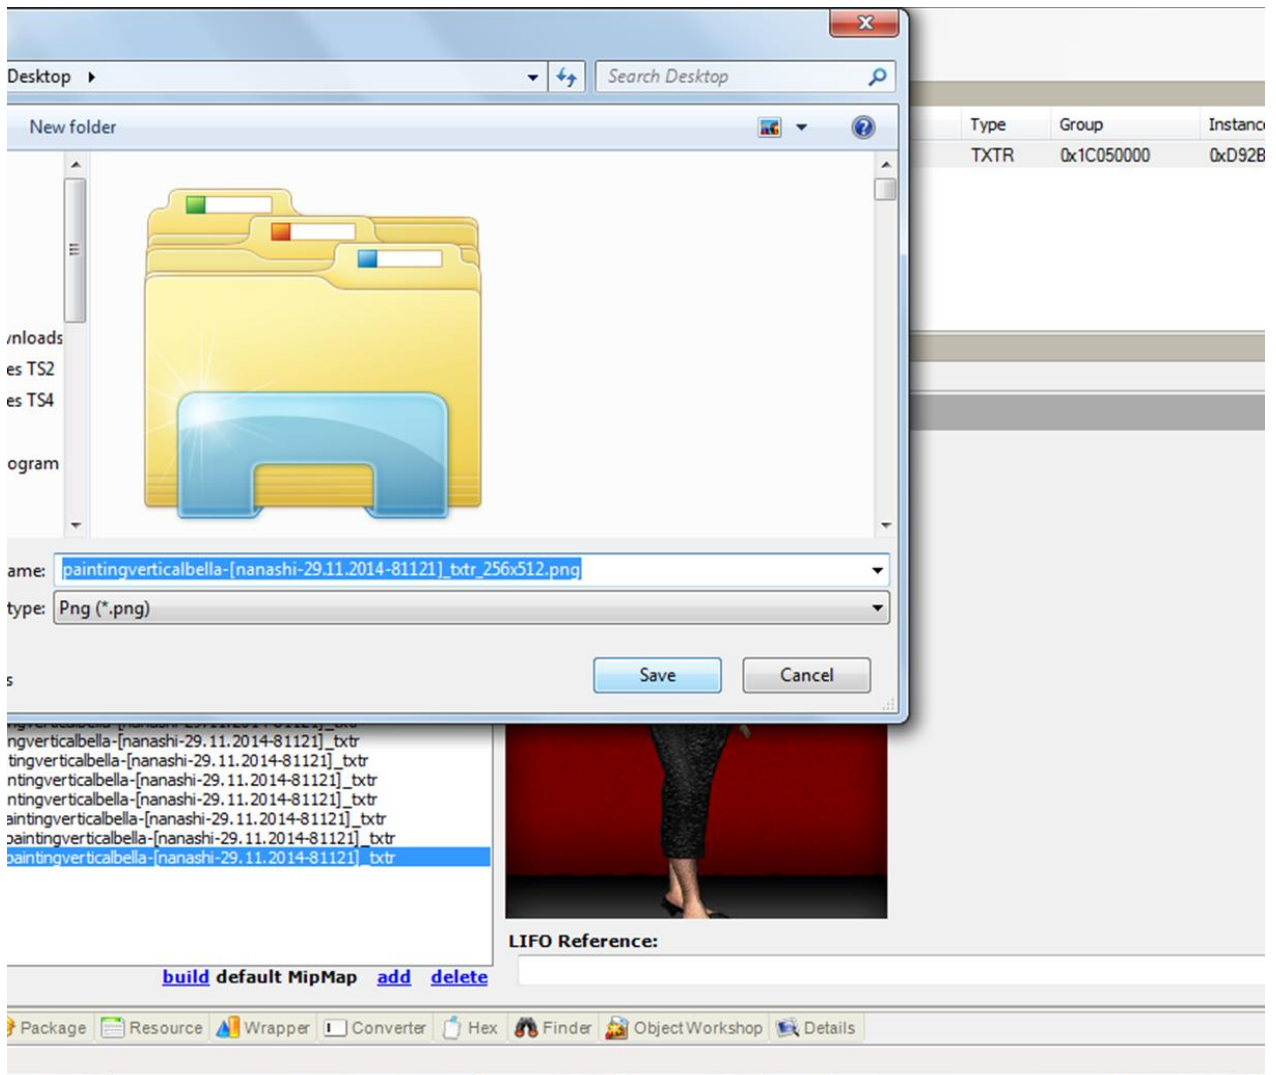 Desktop
Search Desktop
New folder
Type Group Instanc
TXTR 0x1C050000 0xD92B
wnloads
es TS2
es TS4
ogram
ame: paintingverticalbella-[nanashi-29.11.2014-81121]_txtr_256x512.png
type: Png (*.png)
s
Save Cancel
ngverticalbella-[nanashi-29.11.2014-81121]_txtr
tingverticalbella-[nanashi-29.11.2014-81121]_txtr
ntingverticalbella-[nanashi-29.11.2014-81121]_txtr
ntingverticalbella-[nanashi-29.11.2014-81121]_txtr
aintingverticalbella-[nanashi-29.11.2014-81121]_txtr
paintingverticalbella-[nanashi-29.11.2014-81121]_txtr
paintingverticalbella-[nanashi-29.11.2014-81121]_txtr
LIFO Reference:
build default MipMap add delete
Package Resource Wrapper Converter Hex Finder Object Workshop Details